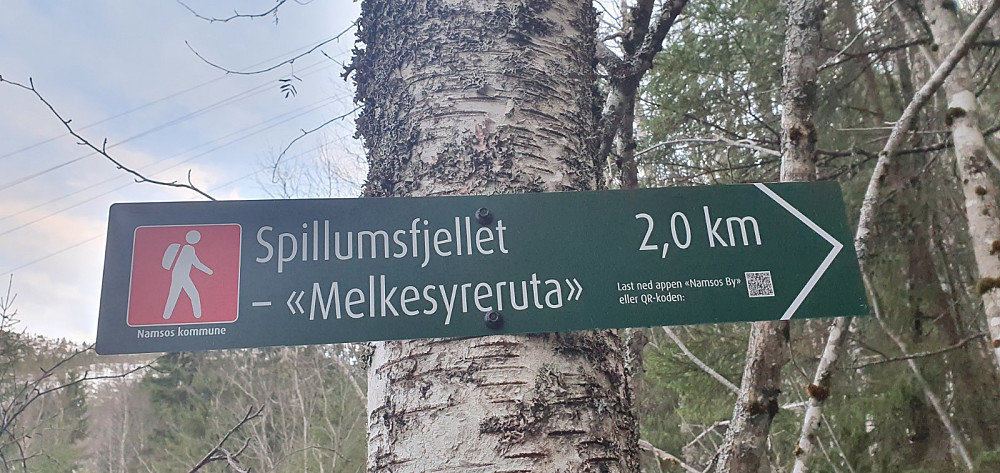 Spillumsfjellet
– «Melkesyreruta»
2,0 km
Last ned appen «Namsos By»
eller QR-koden:
Namsos kommune